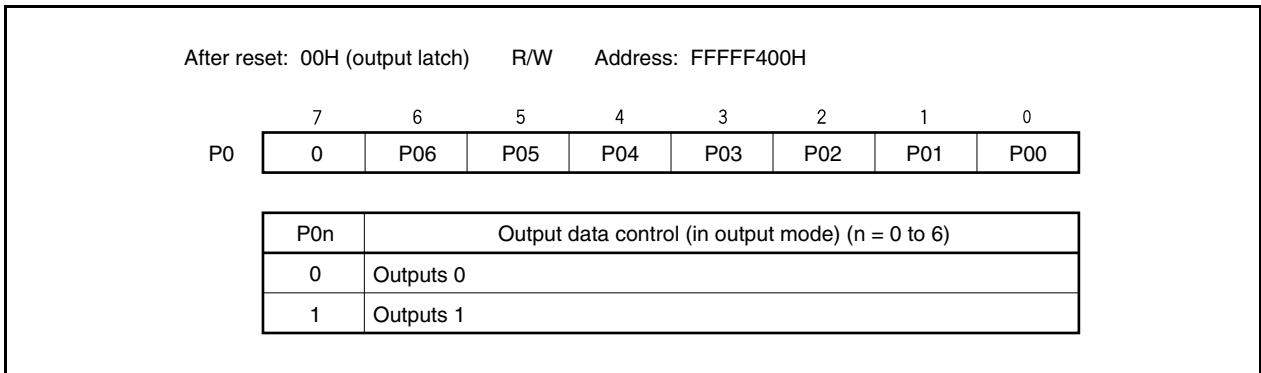 After reset: 00H (output latch) R/W Address: FFFFF400H
7 6 5 4 3 2 1 0
P0 0 P06 P05 P04 P03 P02 P01 P00
P0n Output data control (in output mode) (n = 0 to 6)
0 Outputs 0
1 Outputs 1